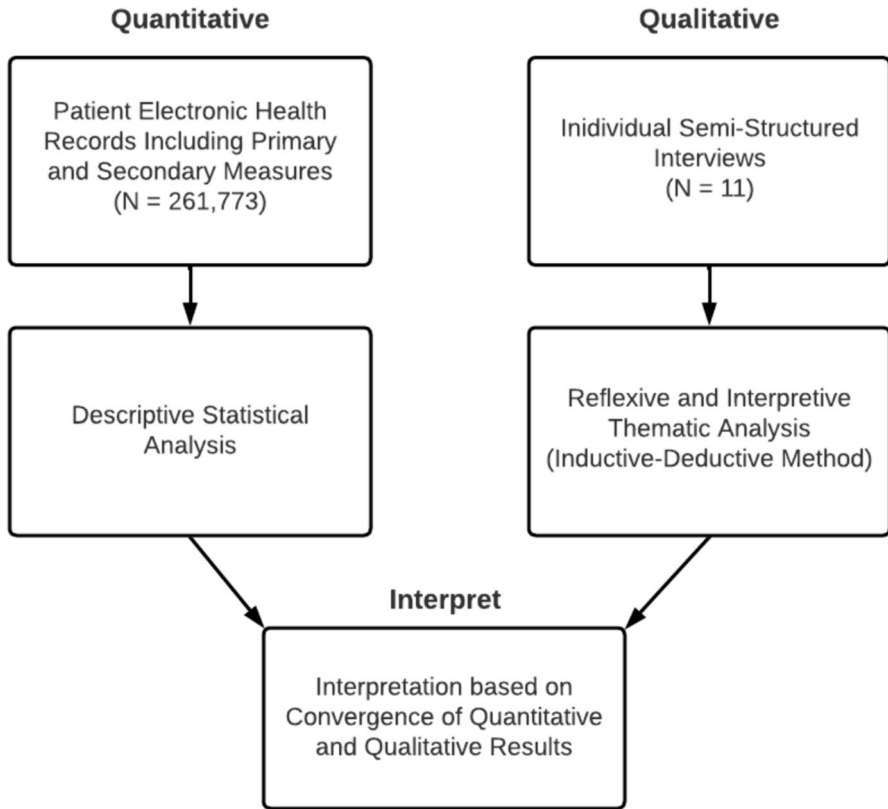 Quantitative
Patient Electronic Health
Records Including Primary
and Secondary Measures
(N = 261,773)
Descriptive Statistical
Analysis
Qualitative
Inidividual Semi-Structured
Interviews
(N = 11)
Reflexive and Interpretive
Thematic Analysis
(Inductive-Deductive Method)
Interpret
Interpretation based on
Convergence of Quantitative
and Qualitative Results